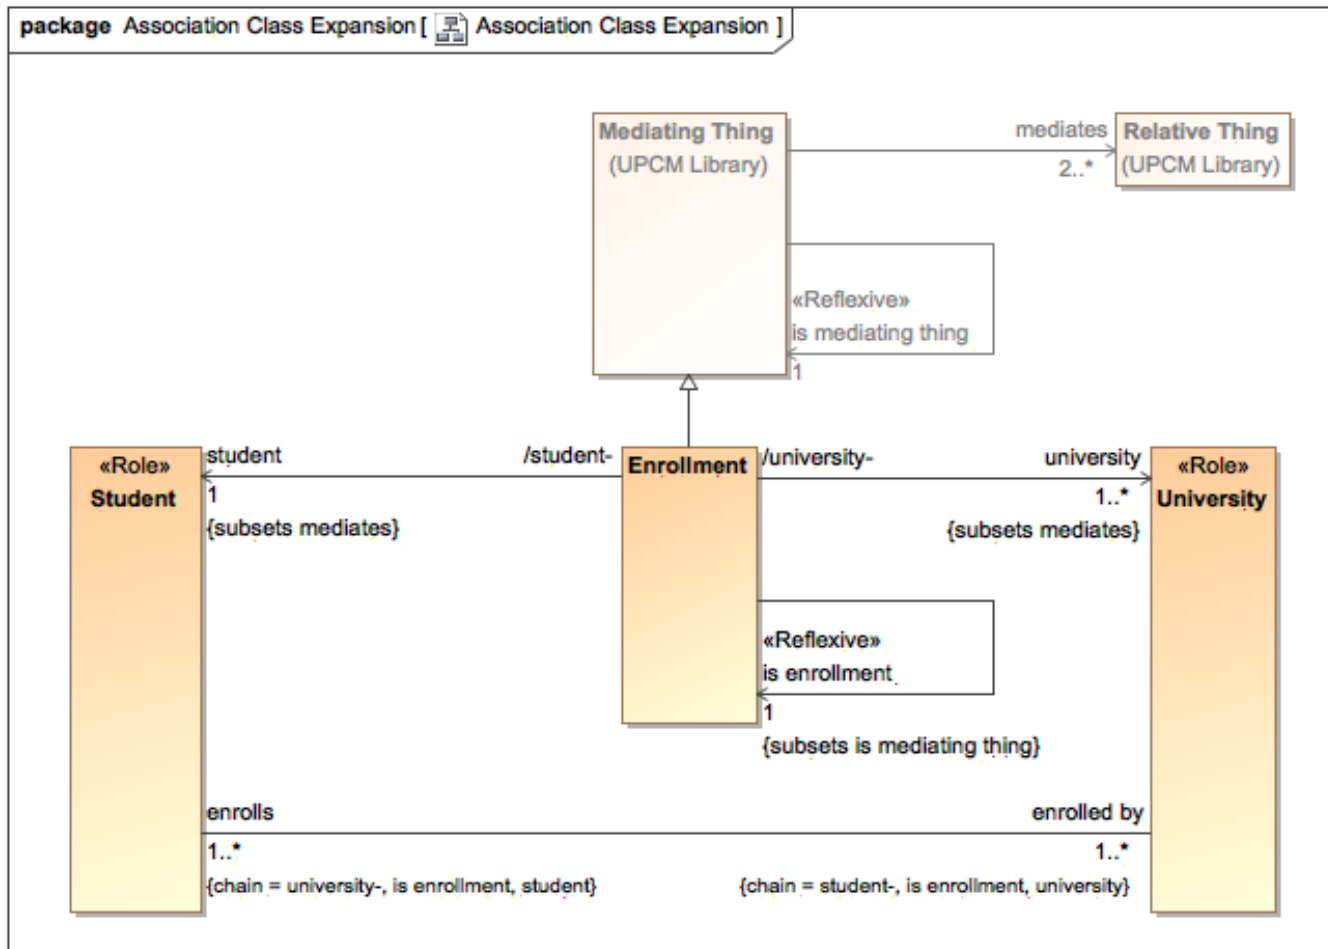 package Association Class Expansion [ Association Class Expansion ]
Mediating Thing
(UPCM Library)
mediates
2..*
Relative Thing
(UPCM Library)
«Reflexive»
is mediating thing
1
«Role»
Student
student
1
{subsets mediates}
/student-
Enrollment
/university-
university
1..*
{subsets mediates}
«Role»
University
«Reflexive»
is enrollment
1
{subsets is mediating thing}
enrolls
1..*
{chain = university-, is enrollment, student}
enrolled by
1..*
{chain = student-, is enrollment, university}